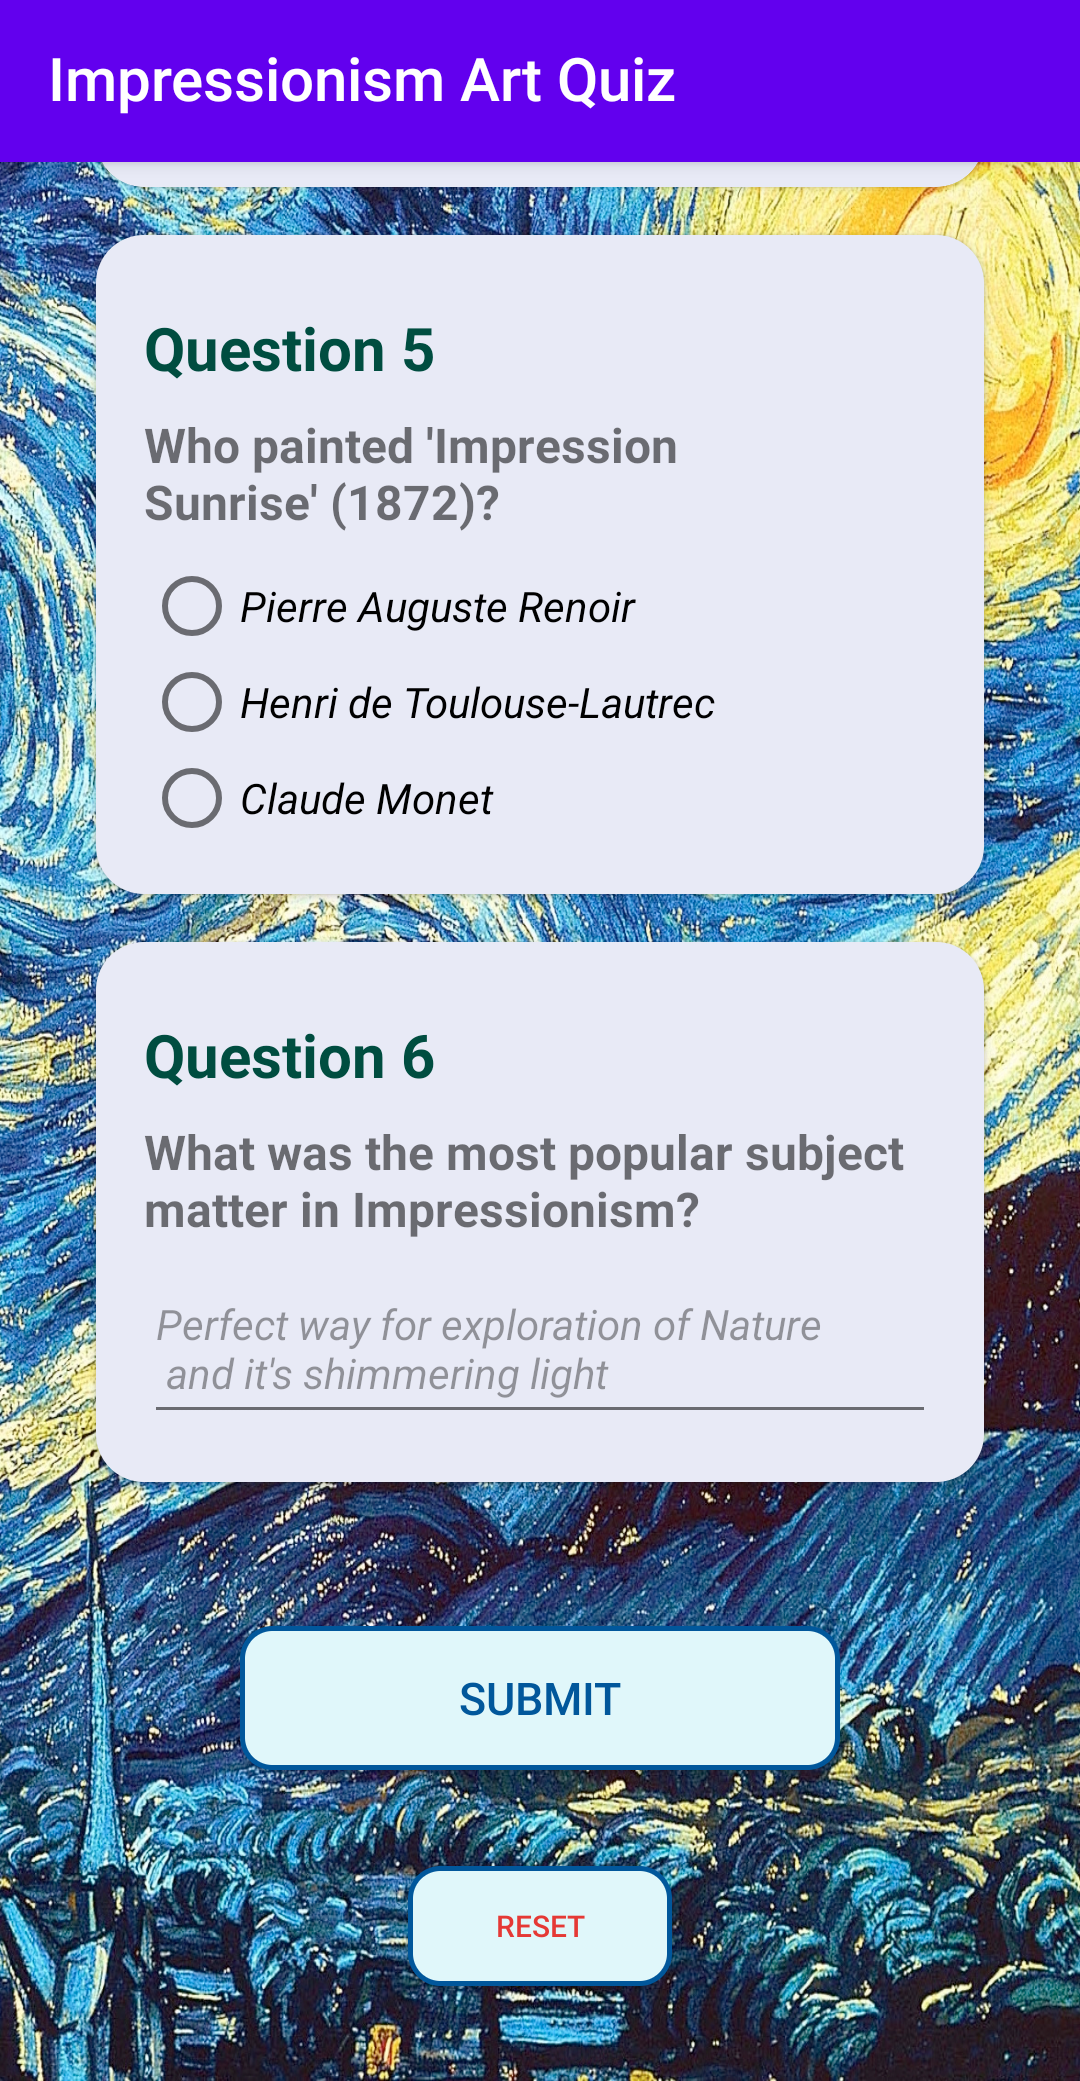 Impressionism Art Quiz
Question 5
Who painted 'Impression
Sunrise' (1872)?
Pierre Auguste Renoir
Henri de Toulouse-Lautrec
Claude Monet
Question 6
What was the most popular subject
matter in Impressionism?
Perfect way for exploration of Nature
and it's shimmering light
SUBMIT
RESET